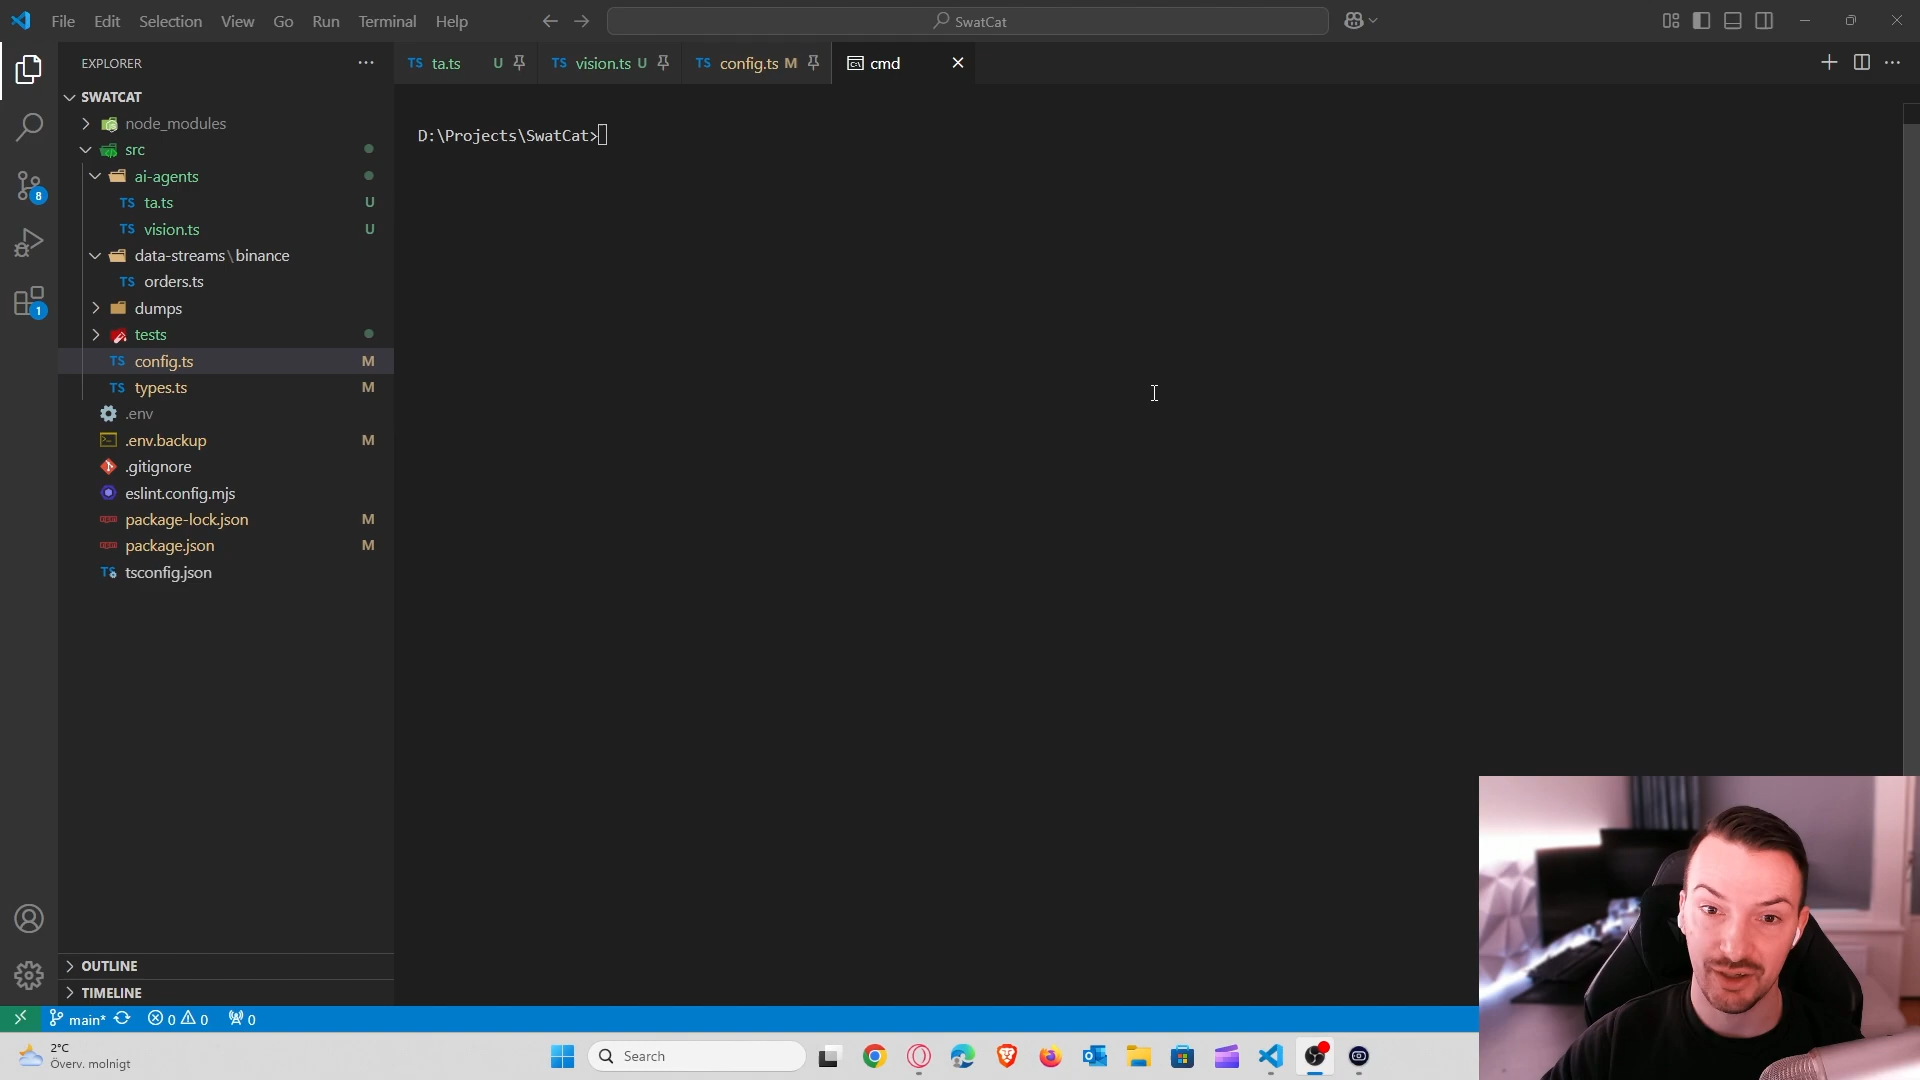 File Edit Selection View Go Run Terminal Help
SwatCat
EXPLORER
TS ta.ts U
TS vision.ts U
TS config.ts M
cmd
SWATCAT
node_modules
src
ai-agents
TS ta.ts U
TS vision.ts U
data-streams\binance
TS orders.ts
dumps
tests
TS config.ts M
TS types.ts M
.env
.env.backup M
.gitignore
eslint.config.mjs
package-lock.json M
package.json M
TS tsconfig.json
8
1
D:\Projects\SwatCat>
OUTLINE
TIMELINE
main* 0 0 0
2°C
Överv. molnigt
Search